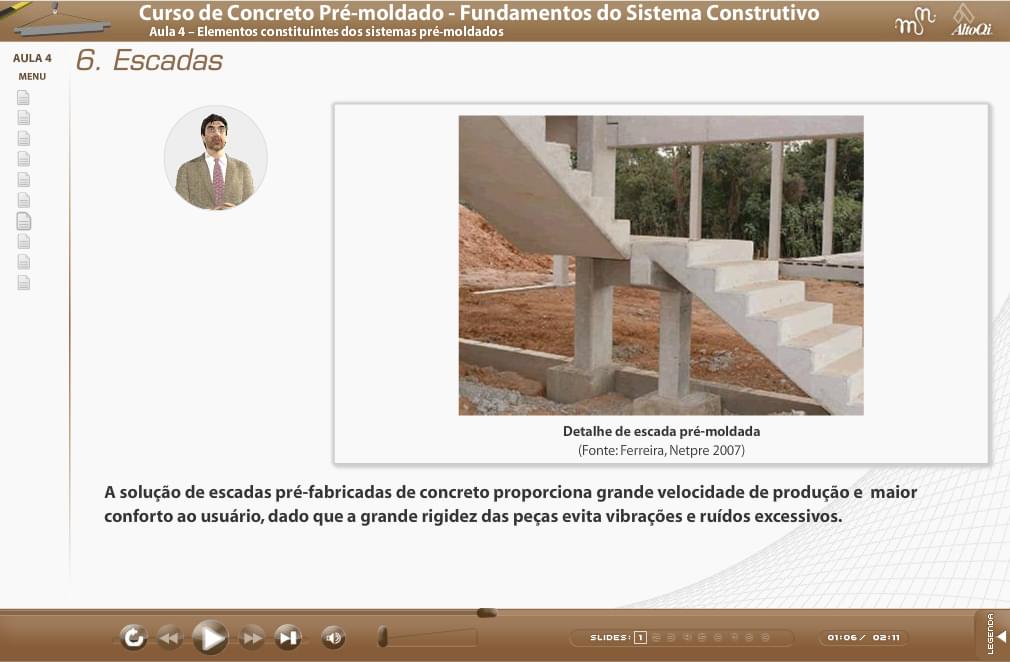 Curso de Concreto Pré-moldado - Fundamentos do Sistema Construtivo
Aula 4 – Elementos constituintes dos sistemas pré-moldados
AltoQi
AULA 4
MENU
6. Escadas
Detalhe de escada pré-moldada
(Fonte: Ferreira, Netpre 2007)
A solução de escadas pré-fabricadas de concreto proporciona grande velocidade de produção e maior
conforto ao usuário, dado que a grande rigidez das peças evita vibrações e ruídos excessivos.
SLIDES: 1
01:06 / 02:11
LEGENDA